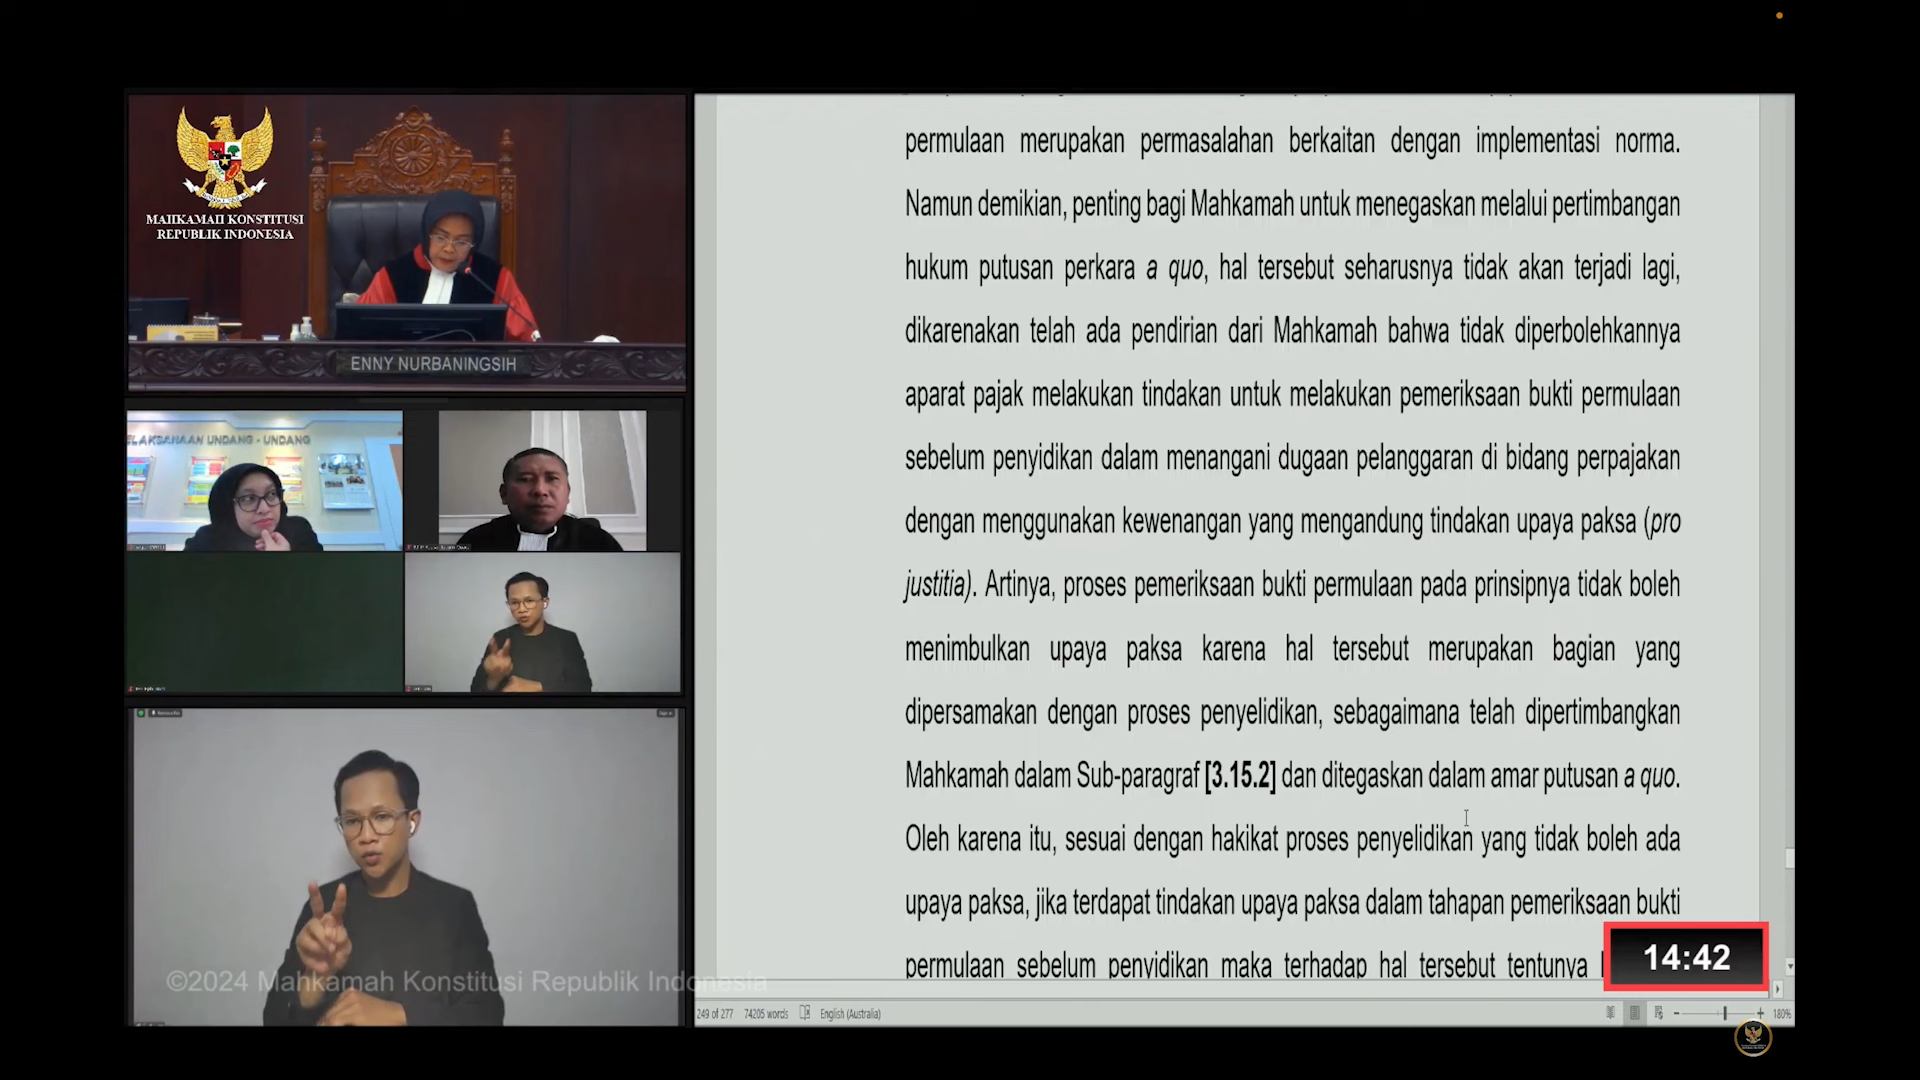 MAHKAMAH KONSTITUSI
REPUBLIK INDONESIA
ENNY NURBANINGSIH
LAKSANAAN UNDANG - UNDANG
©2024 Mahkamah Konstitusi Republik Indonesia
permulaan merupakan permasalahan berkaitan dengan implementasi norma.
Namun demikian, penting bagi Mahkamah untuk menegaskan melalui pertimbangan
hukum putusan perkara a quo, hal tersebut seharusnya tidak akan terjadi lagi,
dikarenakan telah ada pendirian dari Mahkamah bahwa tidak diperbolehkannya
aparat pajak melakukan tindakan untuk melakukan pemeriksaan bukti permulaan
sebelum penyidikan dalam menangani dugaan pelanggaran di bidang perpajakan
dengan menggunakan kewenangan yang mengandung tindakan upaya paksa (pro
justitia). Artinya, proses pemeriksaan bukti permulaan pada prinsipnya tidak boleh
menimbulkan upaya paksa karena hal tersebut merupakan bagian yang
dipersamakan dengan proses penyelidikan, sebagaimana telah dipertimbangkan
Mahkamah dalam Sub-paragraf [3.15.2] dan ditegaskan dalam amar putusan a quo.
Oleh karena itu, sesuai dengan hakikat proses penyelidikan yang tidak boleh ada
upaya paksa, jika terdapat tindakan upaya paksa dalam tahapan pemeriksaan bukti
permulaan sebelum penyidikan maka terhadap hal tersebut tentunya
14:42
249 of 277 74205 words English (Australia) 180%